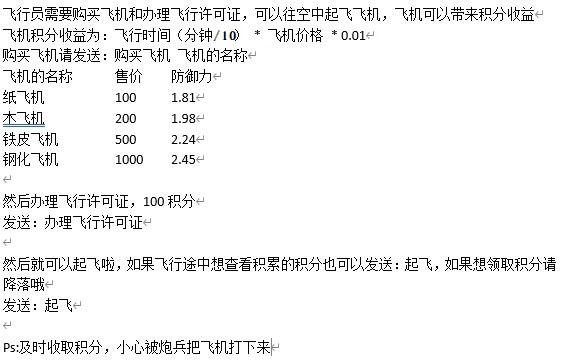 飞行员需要购买飞机和办理飞行许可证，可以往空中起飞飞机，飞机可以带来积分收益
飞机积分收益为：飞行时间（分钟/10） * 飞机价格 * 0.01
购买飞机请发送：购买飞机 飞机的名称
飞机的名称 售价 防御力
纸飞机 100 1.81
木飞机 200 1.98
铁皮飞机 500 2.24
钢化飞机 1000 2.45
然后办理飞行许可证，100 积分
发送：办理飞行许可证
然后就可以起飞啦，如果飞行途中想查看积累的积分也可以发送：起飞，如果想领取积分请
降落哦
发送：起飞
Ps:及时收取积分，小心被炮兵把飞机打下来